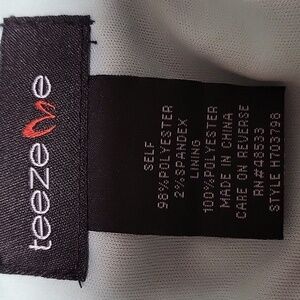 teeze me
SELF
98%POLYESTER
2%SPANDEX
LINING
100%POLYESTER
MADE IN CHINA
CARE ON REVERSE
RN#48533
STYLE H703798